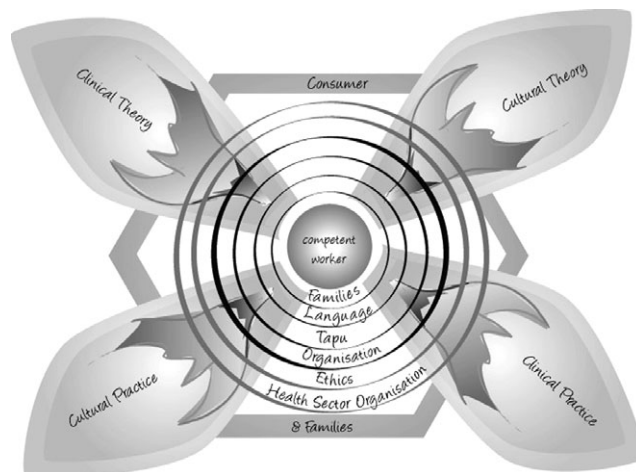 Consumer
Clinical Theory
Cultural Theory
competent
worker
Families
Language
Tapu
Organisation
Ethics
Health Sector Organisation
Cultural Practice
Clinical Practice
& Families